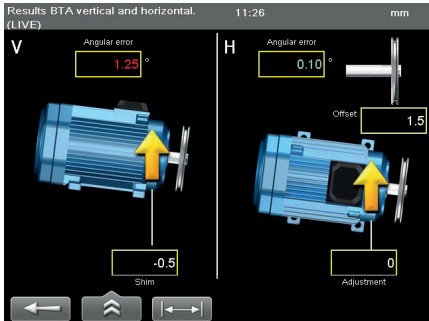 Results BTA vertical and horizontal. 11:26 mm
(LIVE)
V
Angular error
1.25 °
-0.5
Shim
H
Angular error
0.10 °
Offset
1.5
0
Adjustment